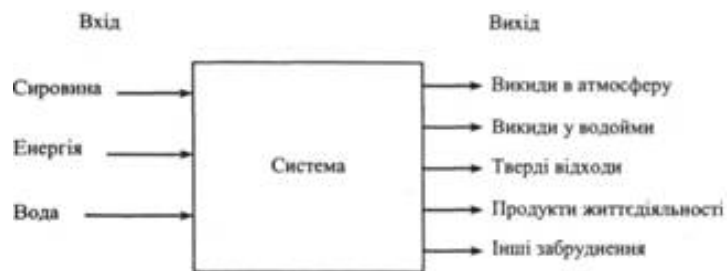 Вхід
Вихід
Сировина
Енергія
Вода
Система
Викиди в атмосферу
Викиди у водойми
Тверді відходи
Продукти життєдіяльності
Інші забруднення